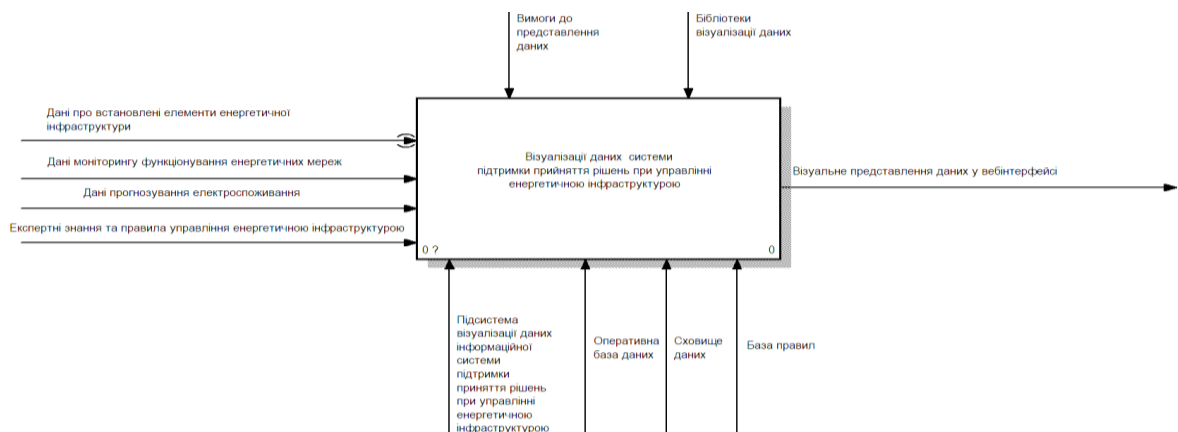 Вимоги до
представлення
даних
Бібліотеки
візуалізації даних
Дані про встановлені елементи енергетичної
інфраструктури
Дані моніторингу функціонування енергетичних мереж
Дані прогнозування електроспоживання
Експертні знання та правила управління енергетичною інфраструктурою
Візуалізації даних системи
підтримки прийняття рішень при управлінні
енергетичною інфраструктурою
0 ?
0
Візуальне представлення даних у вебінтерфейсі
Підсистема
візуалізації даних
інформаційної
системи
підтримки
приняття рішень
при управлінні
енергетичною
інфраструктурою
Оперативна
база даних
Сховище
даних
База правил